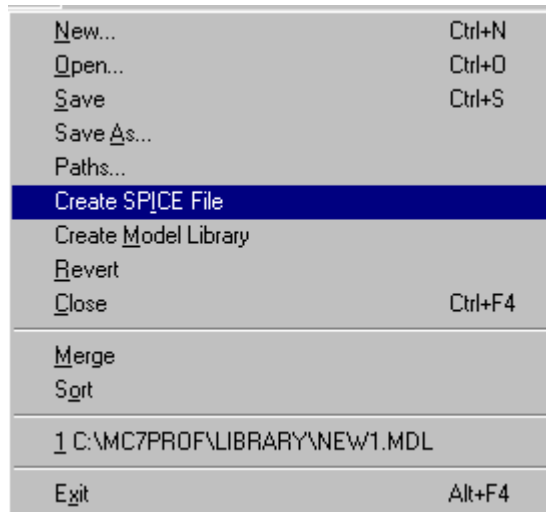 New... Ctrl+N
Open... Ctrl+O
Save Ctrl+S
Save As...
Paths...
Create SPICE File
Create Model Library
Revert
Close Ctrl+F4
Merge
Sort
1 C:\MC7PROF\LIBRARY\NEW1.MDL
Exit Alt+F4